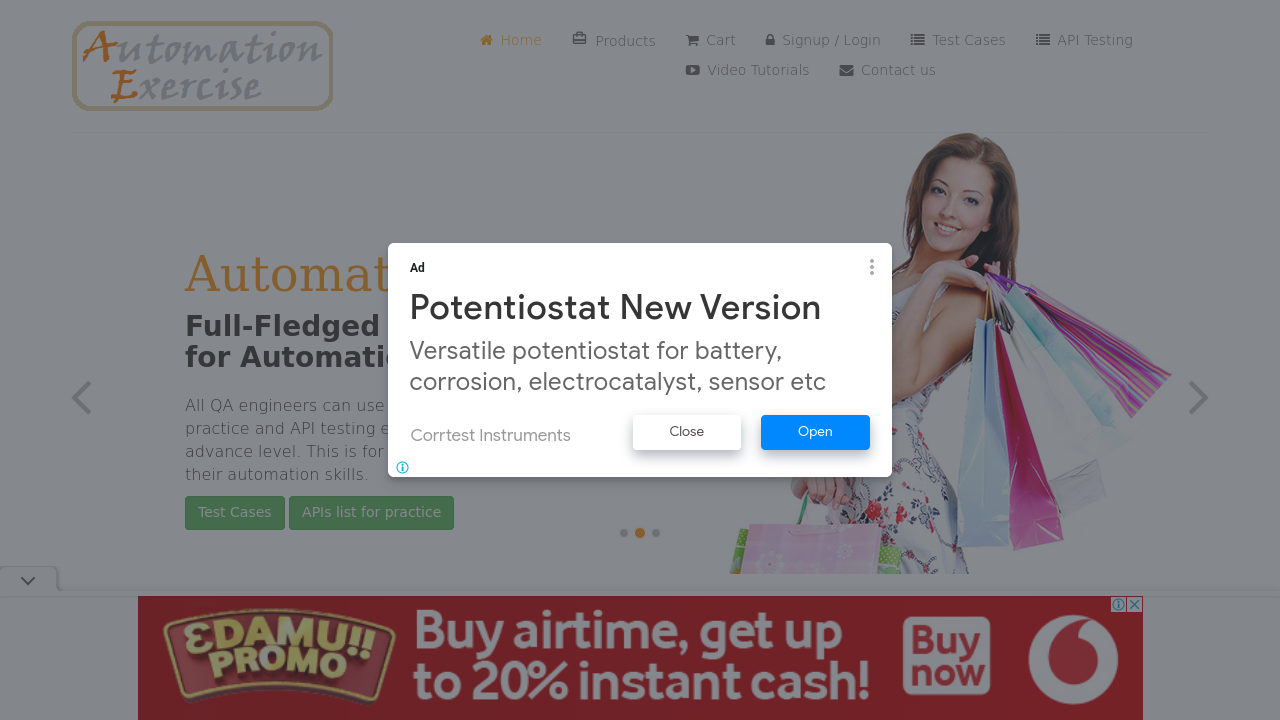 Automation
Exercise
Home
Products
Cart
Signup / Login
Test Cases
API Testing
Video Tutorials
Contact us
Automat
Full-Fledged
for Automati
All QA engineers can use
practice and API testing e
advance level. This is for
their automation skills.
Test Cases
APIs list for practice
Ad
Potentiostat New Version
Versatile potentiostat for battery,
corrosion, electrocatalyst, sensor etc
Corrtest Instruments
Close
Open
EDAMU!!
PROMO
Buy airtime, get up
to 20% instant cash!
Buy
now